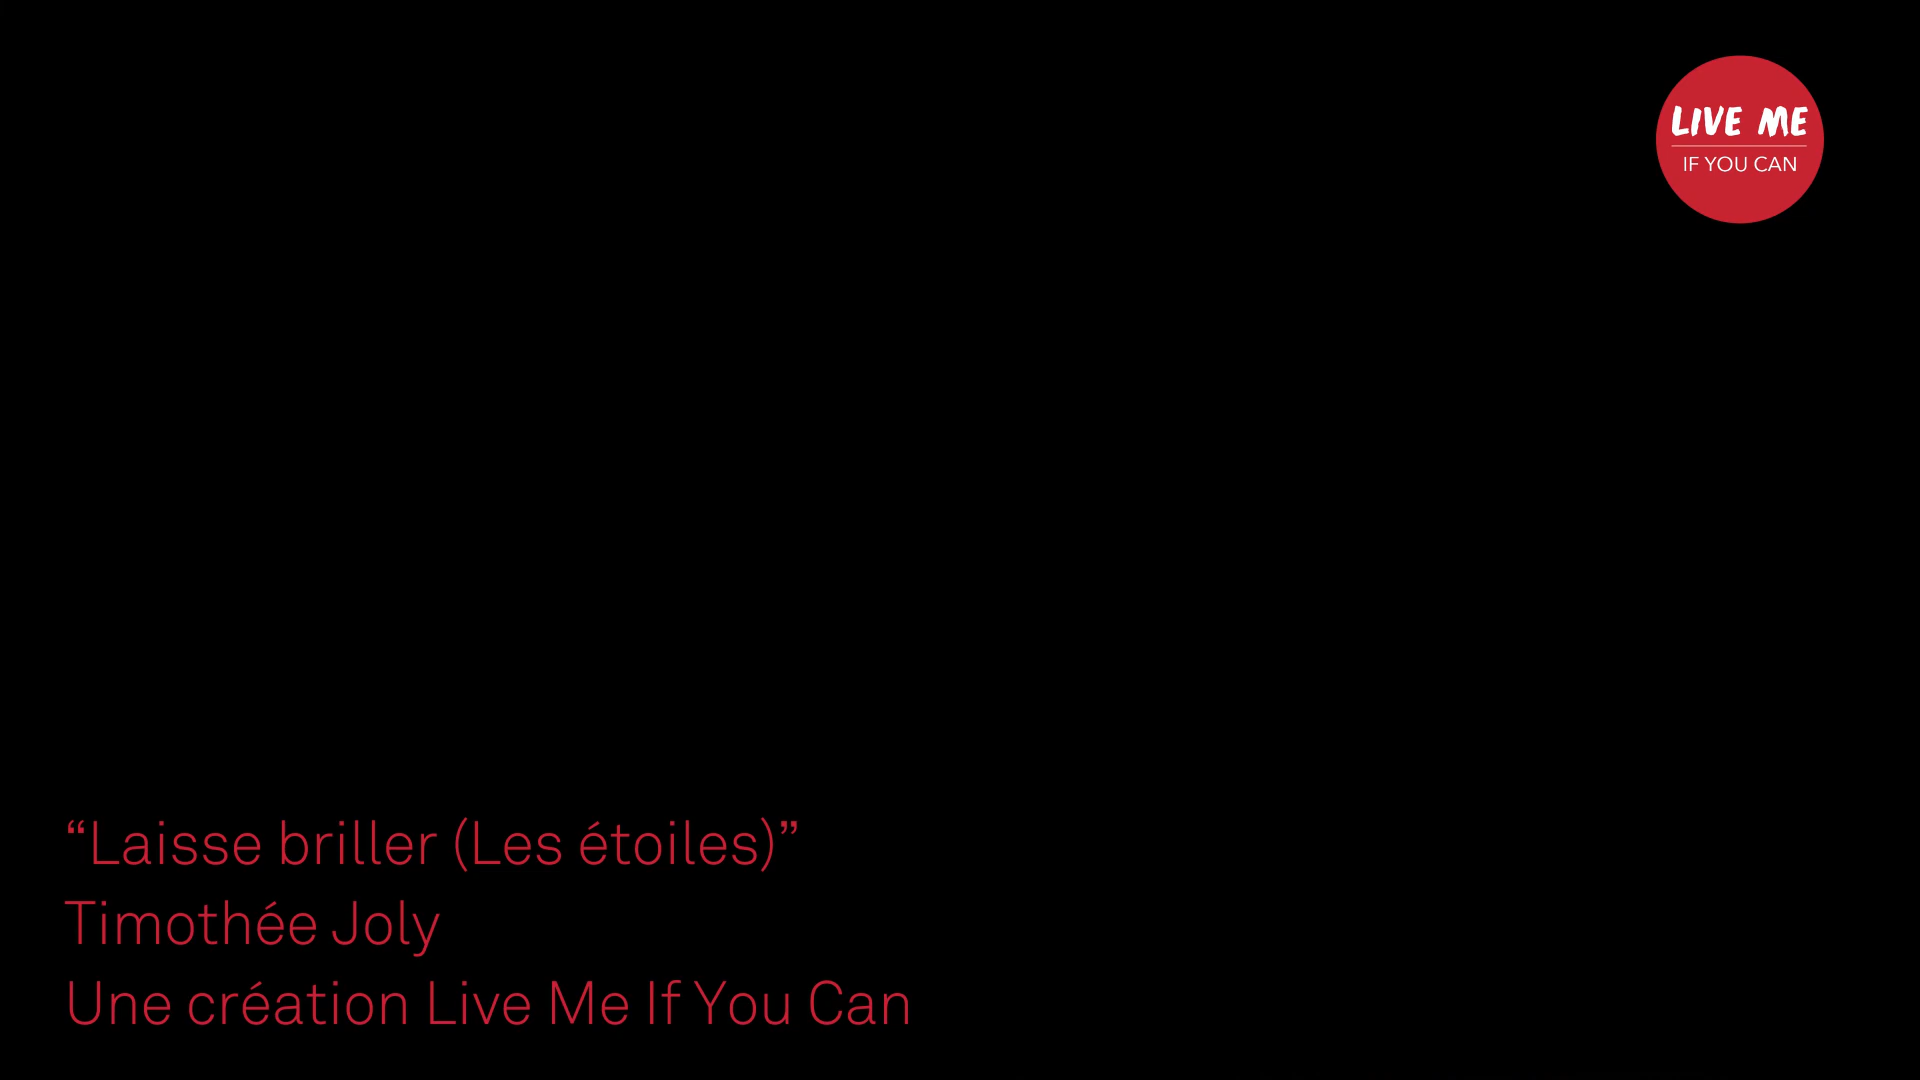 LIVE ME
IF YOU CAN
“Laisse briller (Les étoiles)”
Timothée Joly
Une création Live Me If You Can